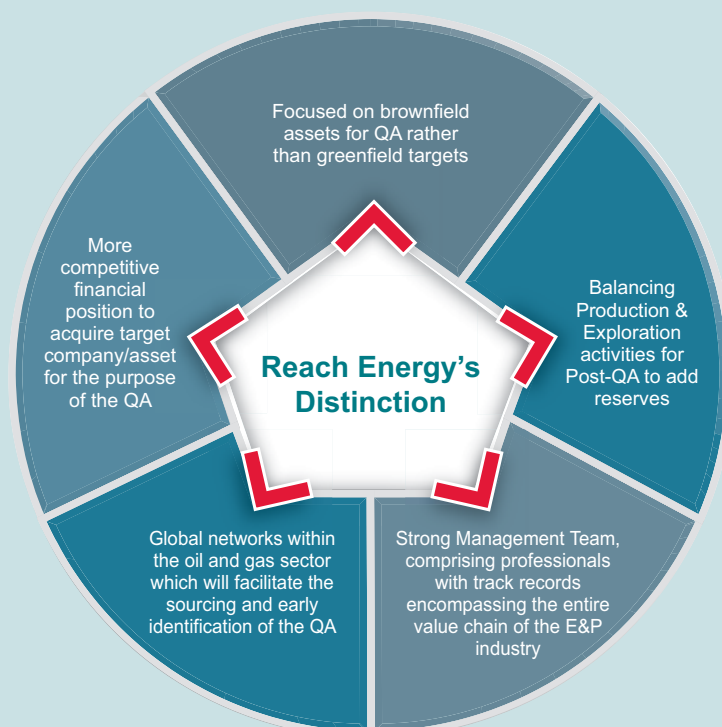 Focused on brownfield
assets for QA rather
than greenfield targets
More
competitive
financial
position to
acquire target
company/asset
for the purpose
of the QA
Balancing
Production &
Exploration
activities for
Post-QA to add
reserves
Reach Energy’s
Distinction
Global networks within
the oil and gas sector
which will facilitate the
sourcing and early
identification of the QA
Strong Management Team,
comprising professionals
with track records
encompassing the entire
value chain of the E&P
industry